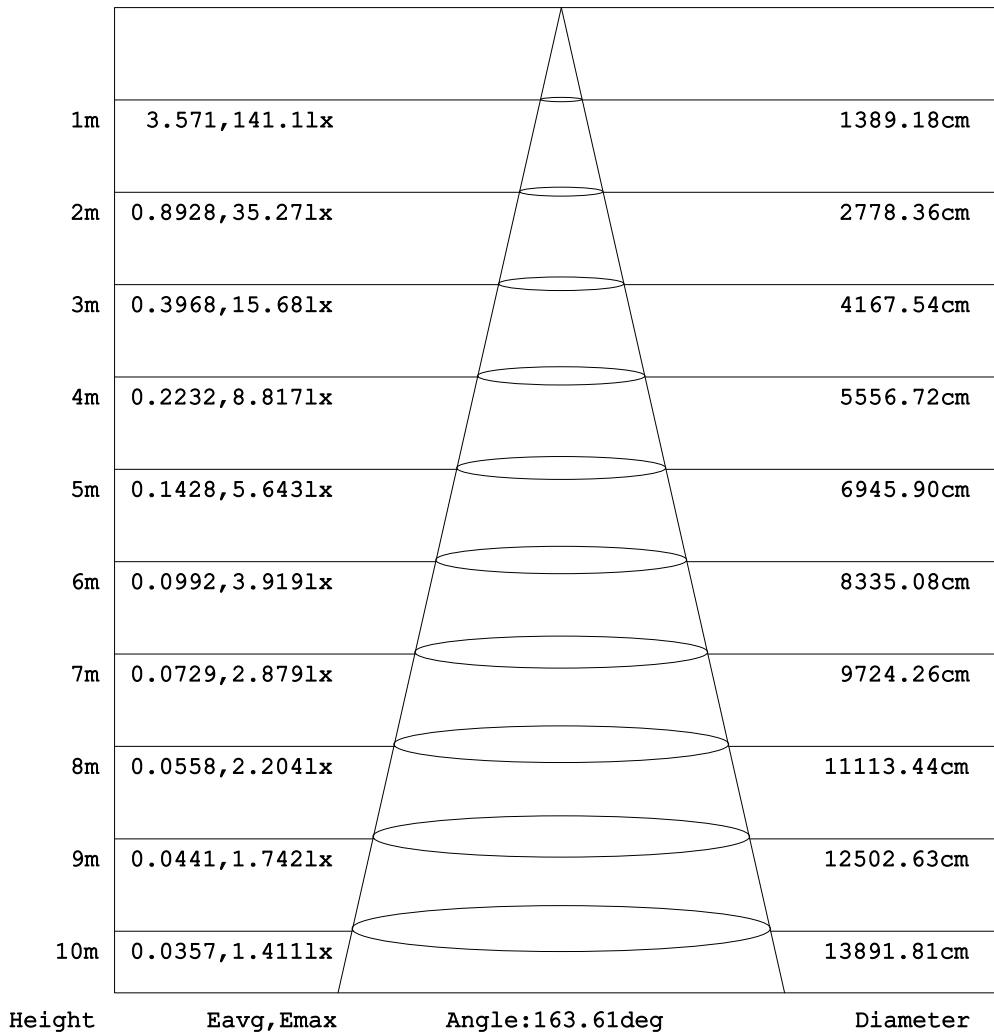 1m 3.571,141.1lx 1389.18cm
2m 0.8928,35.27lx 2778.36cm
3m 0.3968,15.68lx 4167.54cm
4m 0.2232,8.817lx 5556.72cm
5m 0.1428,5.643lx 6945.90cm
6m 0.0992,3.919lx 8335.08cm
7m 0.0729,2.879lx 9724.26cm
8m 0.0558,2.204lx 11113.44cm
9m 0.0441,1.742lx 12502.63cm
10m 0.0357,1.411lx 13891.81cm
Height Eavg,Emax Angle:163.61deg Diameter